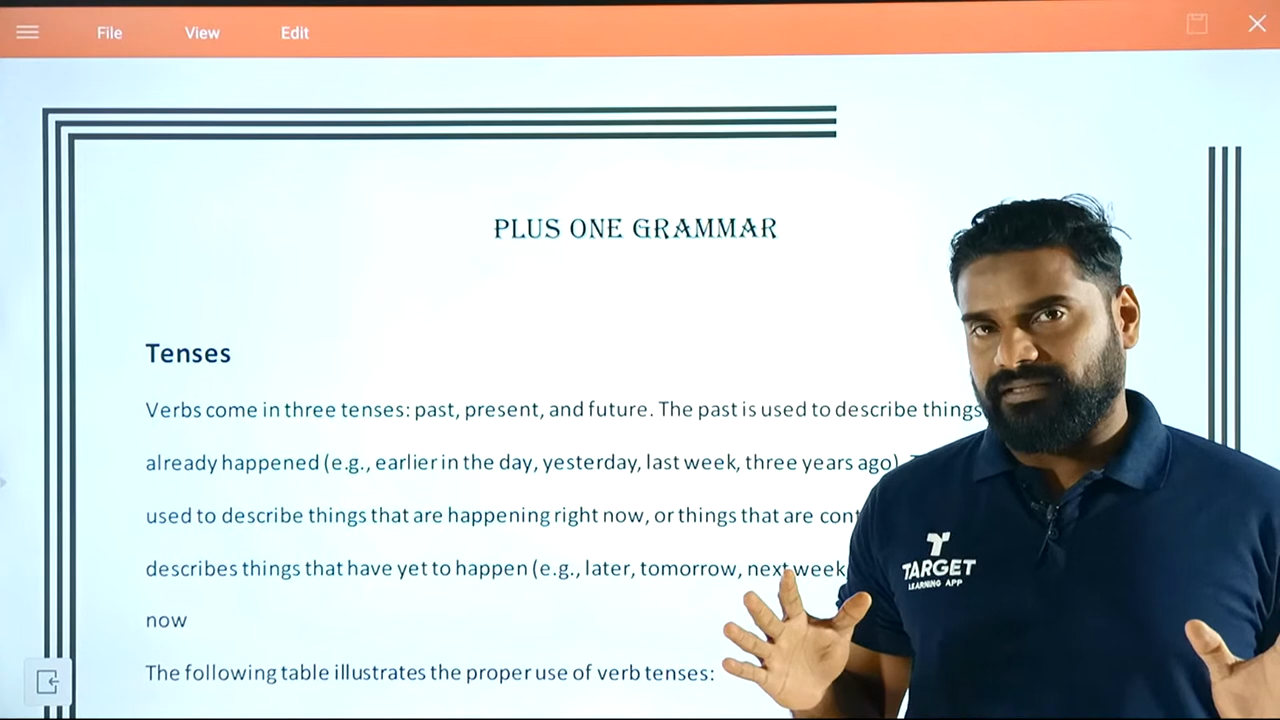 File View Edit
PLUS ONE GRAMMAR
Tenses
Verbs come in three tenses: past, present, and future. The past is used to describe things
already happened (e.g., earlier in the day, yesterday, last week, three years ago)
used to describe things that are happening right now, or things that are
describes things that have yet to happen (e.g., later, tomorrow, next week
now
The following table illustrates the proper use of verb tenses:
TARGET
LEARNING APP